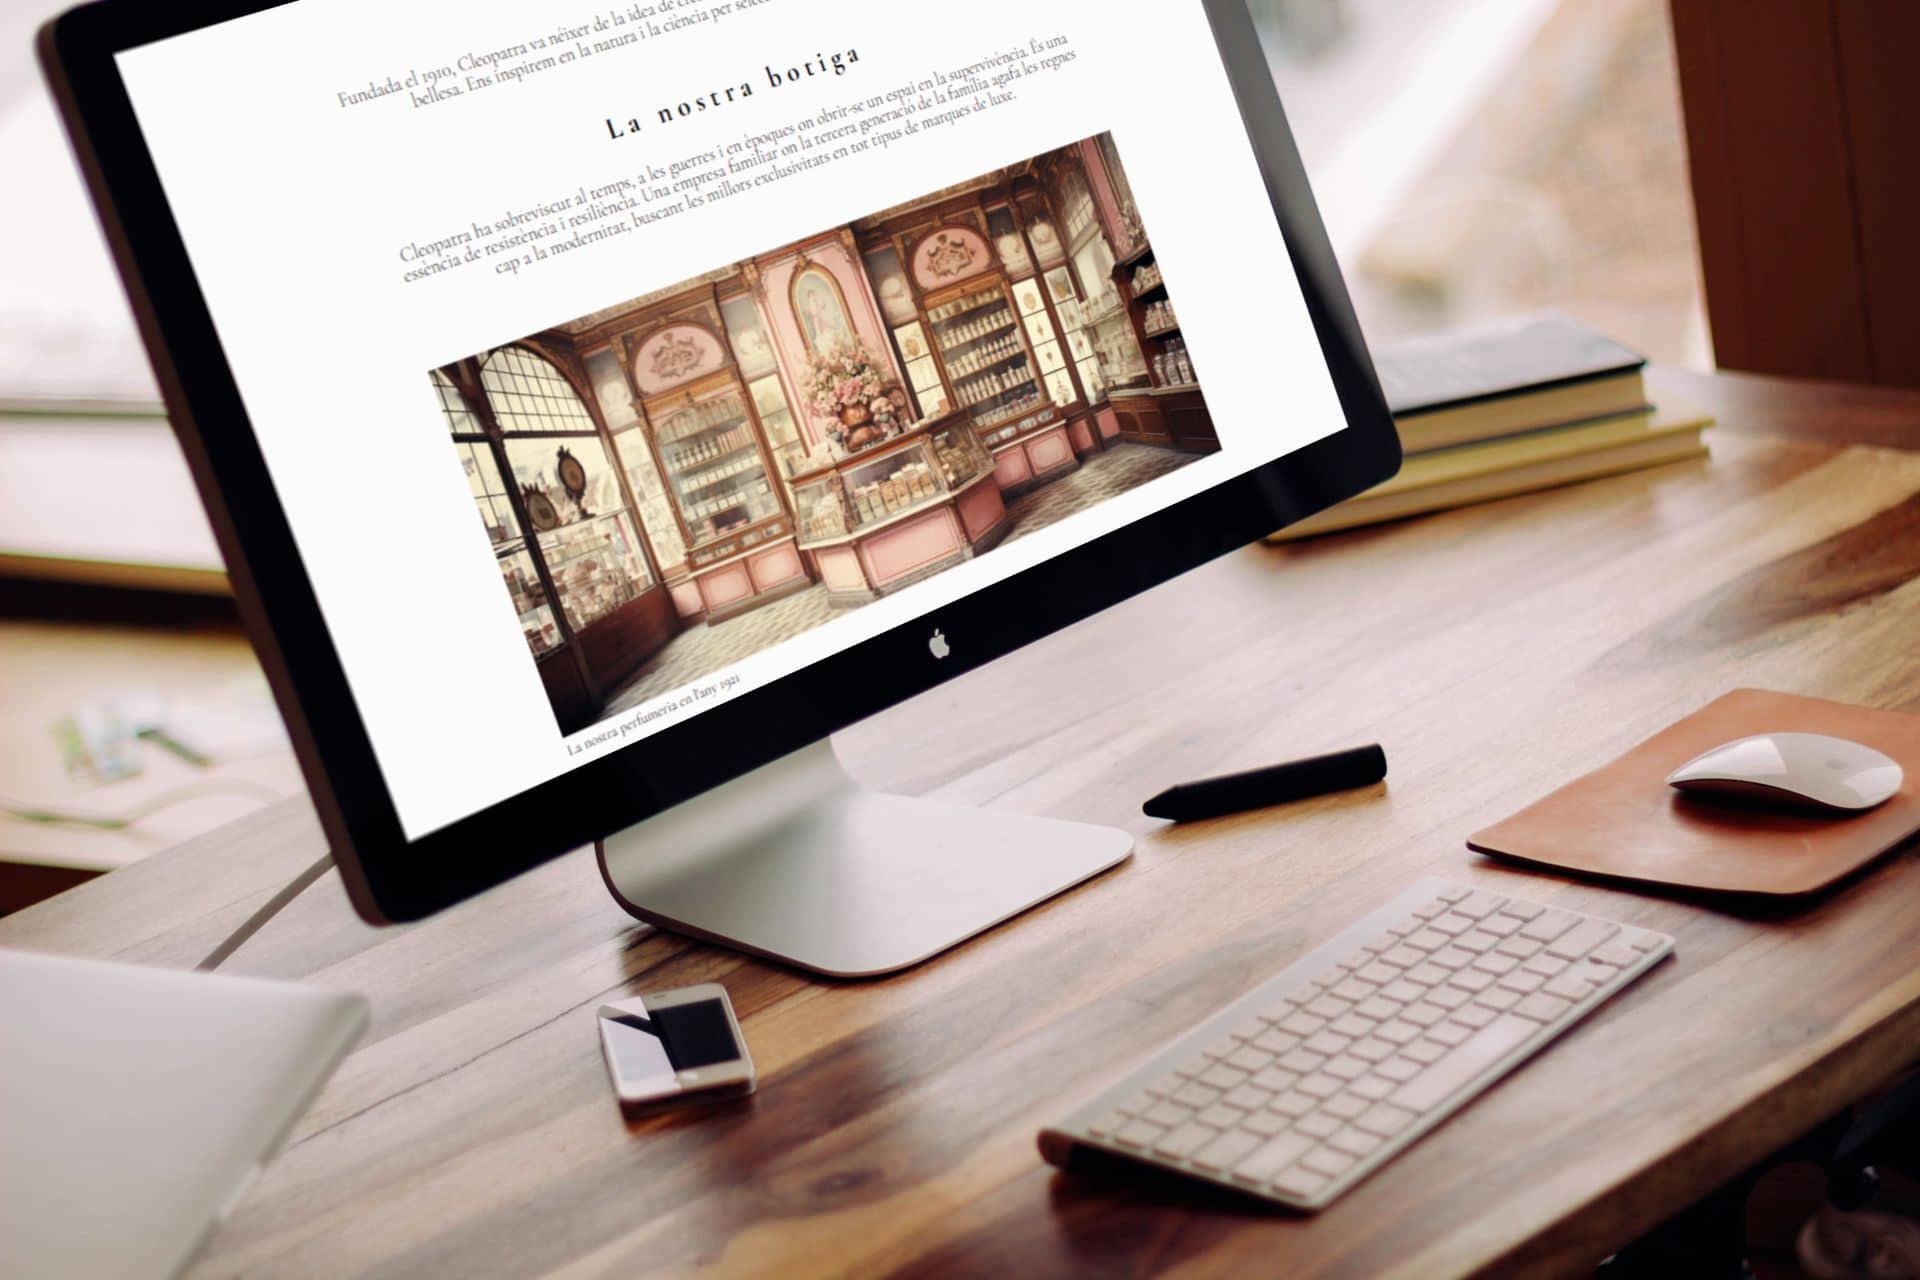 Fundada el 1910, Cleopatra va néixer de la idea de
bellesa. Ens inspirem en la natura i la ciència per
La nostra botiga
Cleopatra ha sobreviscut al temps, a les guerres i en èpoques on obrir-se un espai en la supervivència. És una
essència de resistència i resiliència. Una empresa familiar on la tercera generació de la família agafa les regnes
cap a la modernitat, buscant les millors exclusivitats en tot tipus de marques de luxe.
La nostra perfumeria en l'any 1921